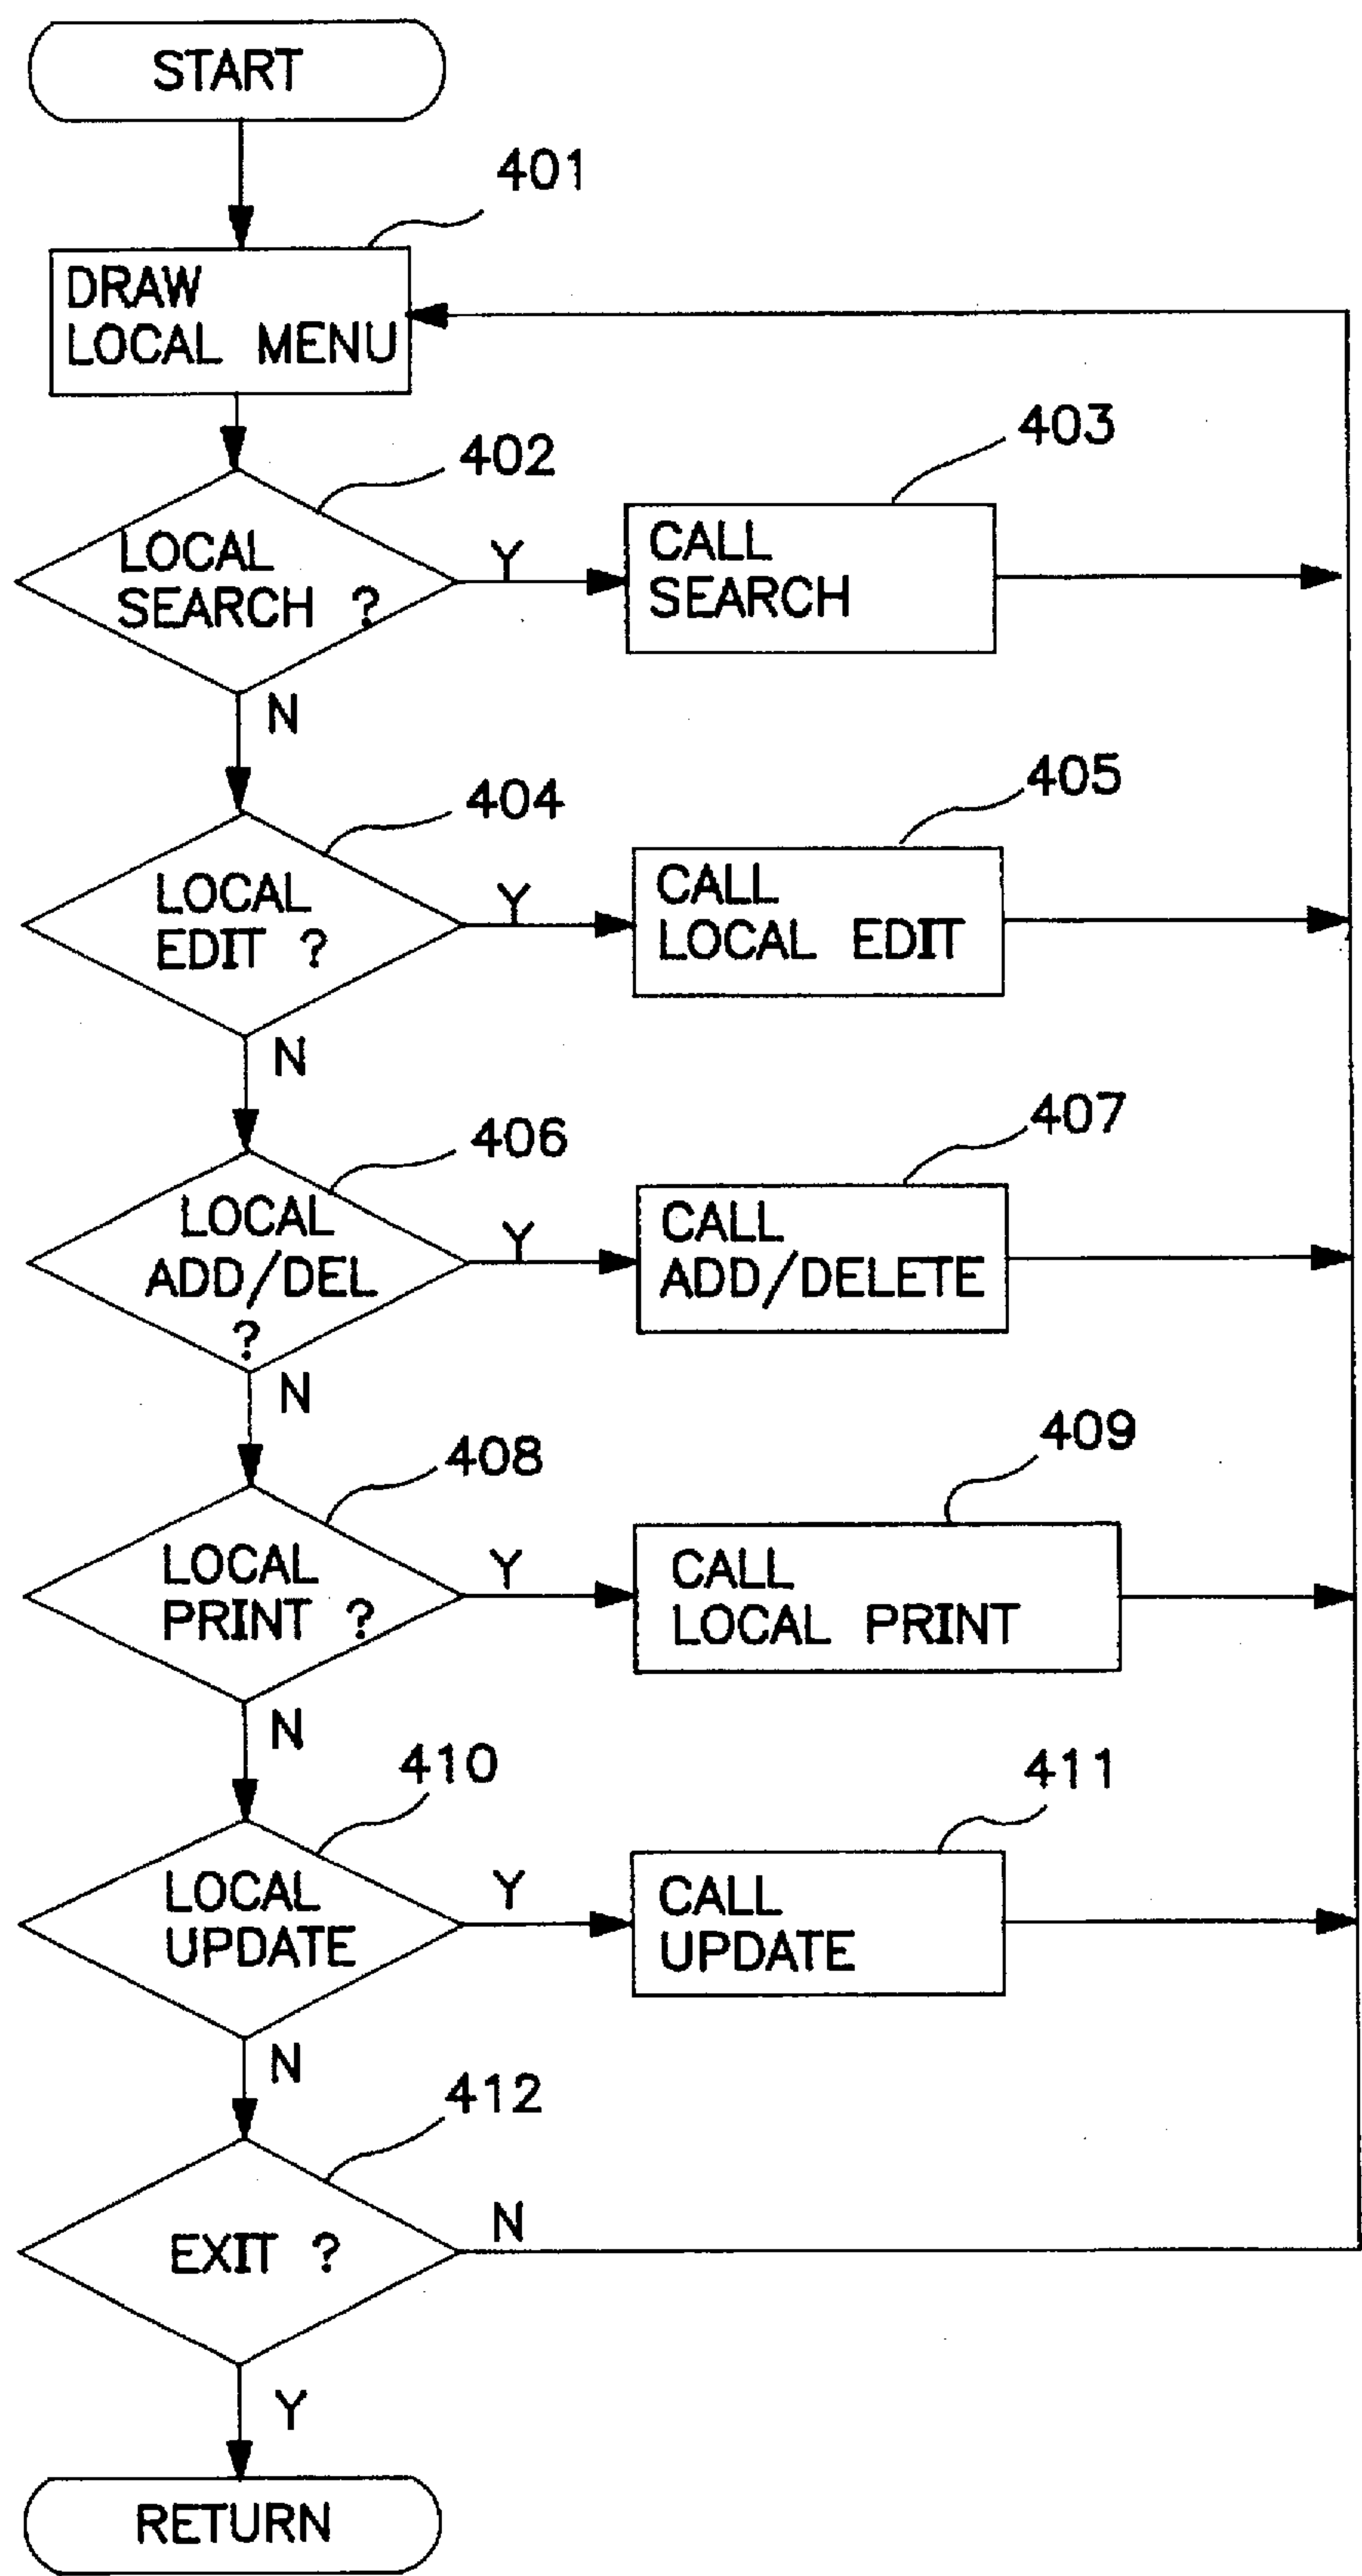 START
401
DRAW
LOCAL MENU
402
403
LOCAL
SEARCH ?
Y
CALL
SEARCH
N
404
405
LOCAL
EDIT ?
Y
CALL
LOCAL EDIT
N
406
407
LOCAL
ADD/DEL
?
Y
CALL
ADD/DELETE
N
408
409
LOCAL
PRINT ?
Y
CALL
LOCAL PRINT
N
410
411
LOCAL
UPDATE
Y
CALL
UPDATE
N
412
EXIT ?
N
Y
RETURN